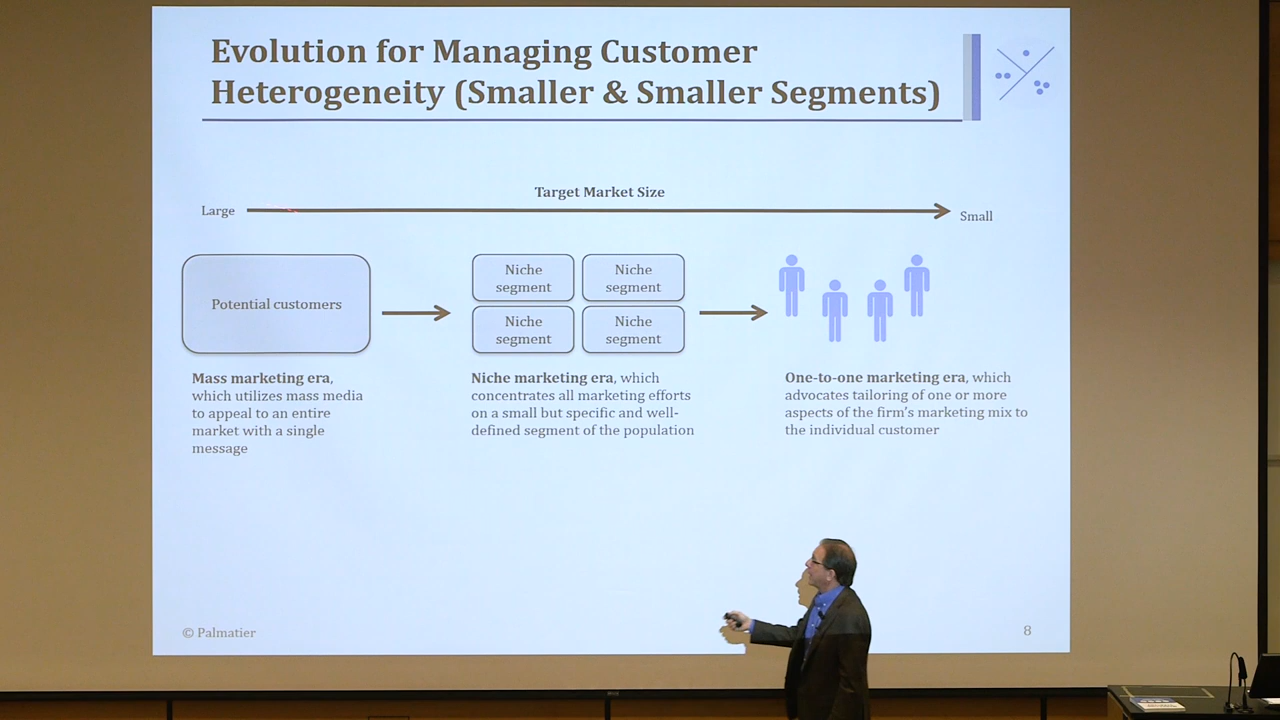 Evolution for Managing Customer
Heterogeneity (Smaller & Smaller Segments)
Target Market Size
Large
Small
Potential customers
Niche
segment
Niche
segment
Niche
segment
Niche
segment
Mass marketing era,
which utilizes mass media
to appeal to an entire
market with a single
message
Niche marketing era, which
concentrates all marketing efforts
on a small but specific and well-
defined segment of the population
One-to-one marketing era, which
advocates tailoring of one or more
aspects of the firm's marketing mix to
the individual customer
© Palmatier
8